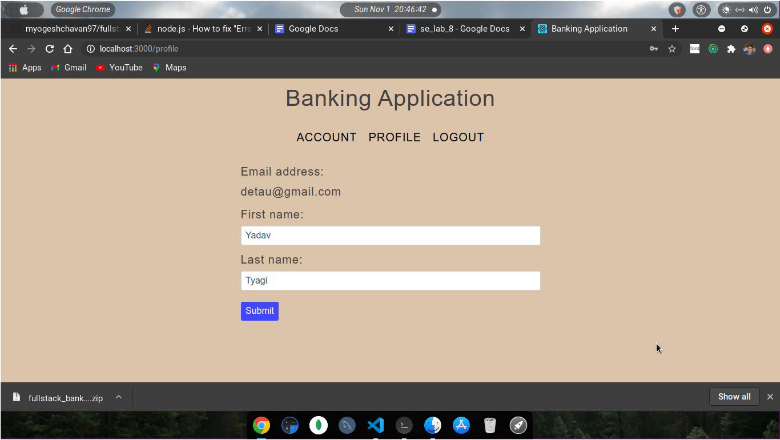 Google Chrome
Sun Nov 1 20:46:42
myogeshchavan97/fullst
node.js - How to fix "Erre
Google Docs
se_lab_8 - Google Docs
Banking Application
localhost:3000/profile
Apps
Gmail
YouTube
Maps
Banking Application
ACCOUNT PROFILE LOGOUT
Email address:
detau@gmail.com
First name:
Yadav
Last name:
Tyagi
Submit
fullstack_bank....zip
Show all